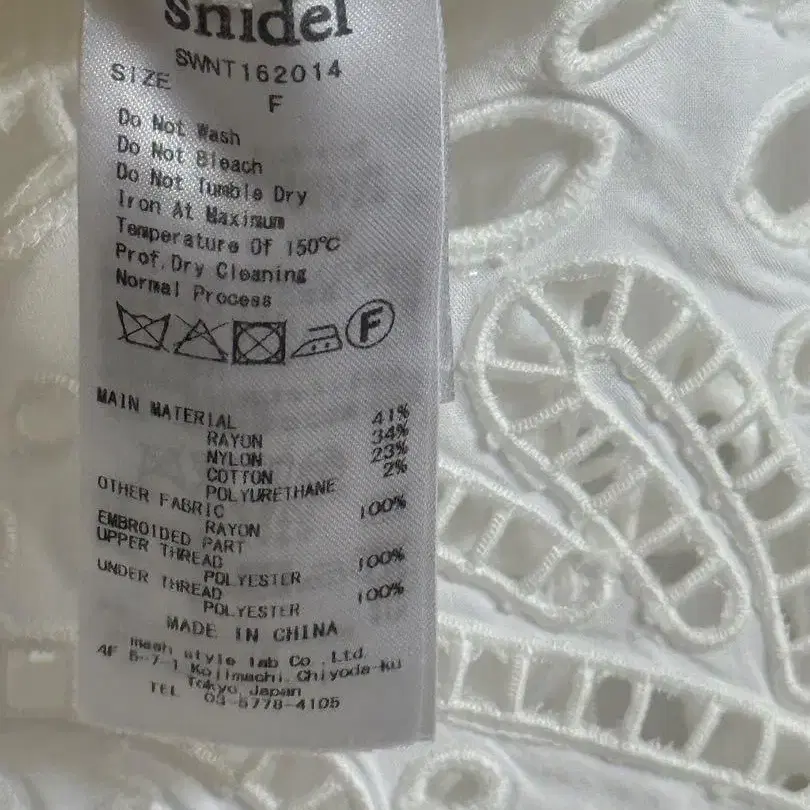 snidel
SWNT162014
SIZE
F
Do Not Wash
Do Not Bleach
Do Not Tumble Dry
Iron At Maximum
Temperature Of 150℃
Prof.Dry Cleaning
Normal Process
F
MAIN MATERIAL
RAYON 41%
NYLON 34%
COTTON 23%
POLYURETHANE 2%
OTHER FABRIC
RAYON 100%
EMBROIDED PART
UPPER THREAD
POLYESTER 100%
UNDER THREAD
POLYESTER 100%
MADE IN CHINA
mash style lab Co.,Ltd.
4F 5-7-1 Kojimachi, Chiyoda-Ku
Tokyo, Japan
TEL 03-5778-4105